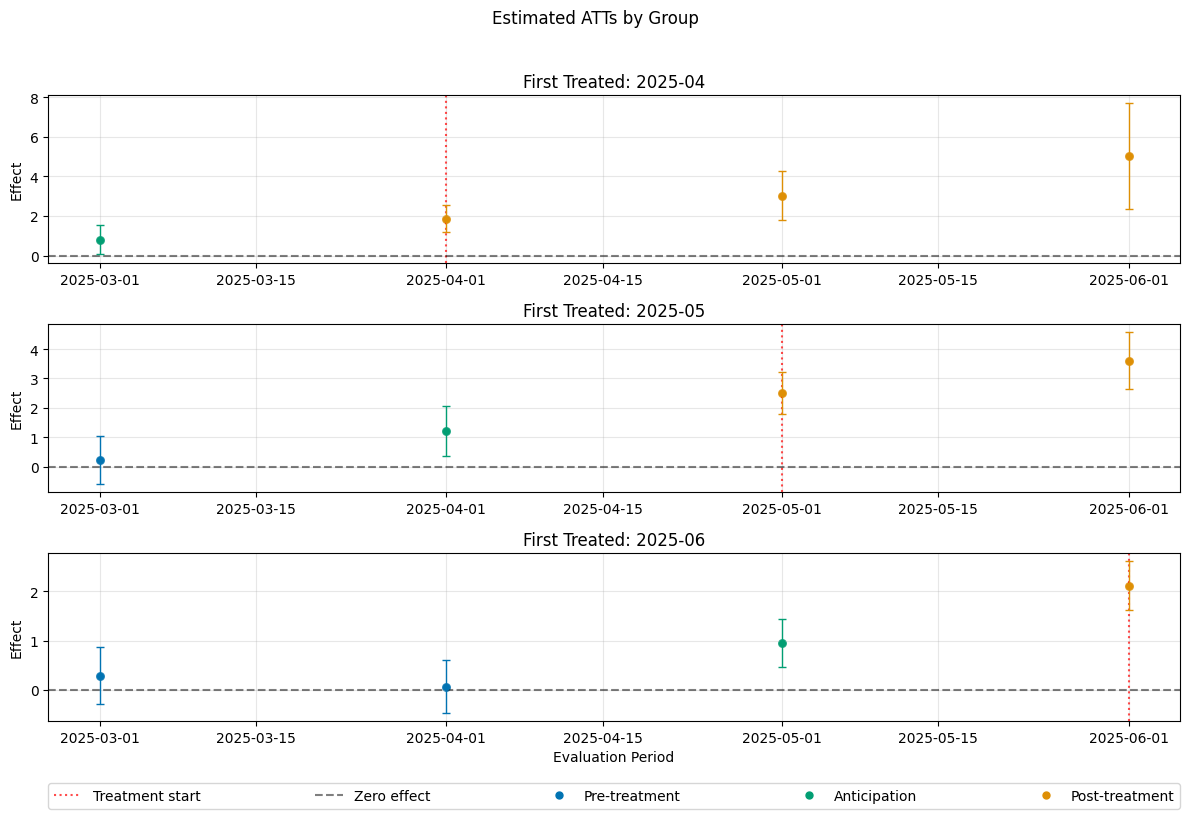 Estimated ATTs by Group
First Treated: 2025-04
Effect
8
6
4
2
0
2025-03-01 2025-03-15 2025-04-01 2025-04-15 2025-05-01 2025-05-15 2025-06-01
First Treated: 2025-05
Effect
4
3
2
1
0
2025-03-01 2025-03-15 2025-04-01 2025-04-15 2025-05-01 2025-05-15 2025-06-01
First Treated: 2025-06
Effect
2
1
0
2025-03-01 2025-03-15 2025-04-01 2025-04-15 2025-05-01 2025-05-15 2025-06-01
Evaluation Period
Treatment start Zero effect Pre-treatment Anticipation Post-treatment